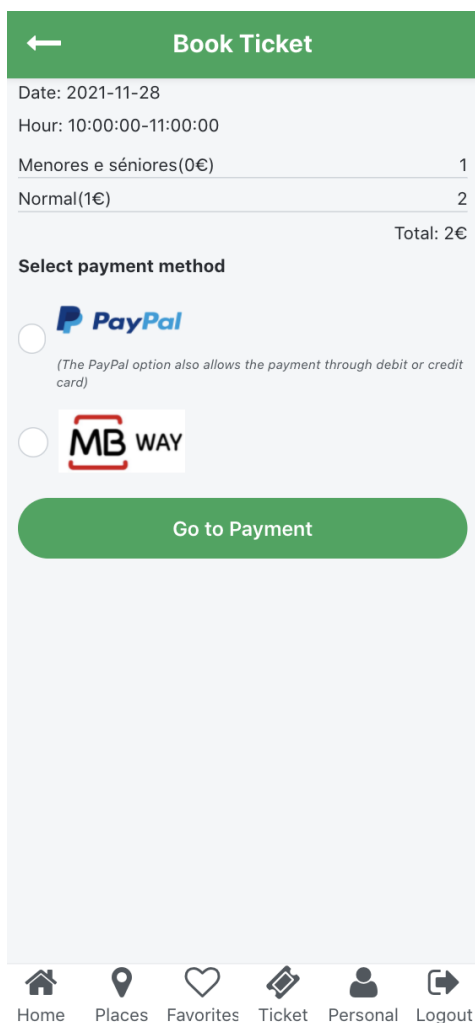 Book Ticket
Date: 2021-11-28
Hour: 10:00:00-11:00:00
Menores e séniores(0€) 1
Normal(1€) 2
Total: 2€
Select payment method
PayPal
(The PayPal option also allows the payment through debit or credit
card)
MB WAY
Go to Payment
Home Places Favorites Ticket Personal Logout